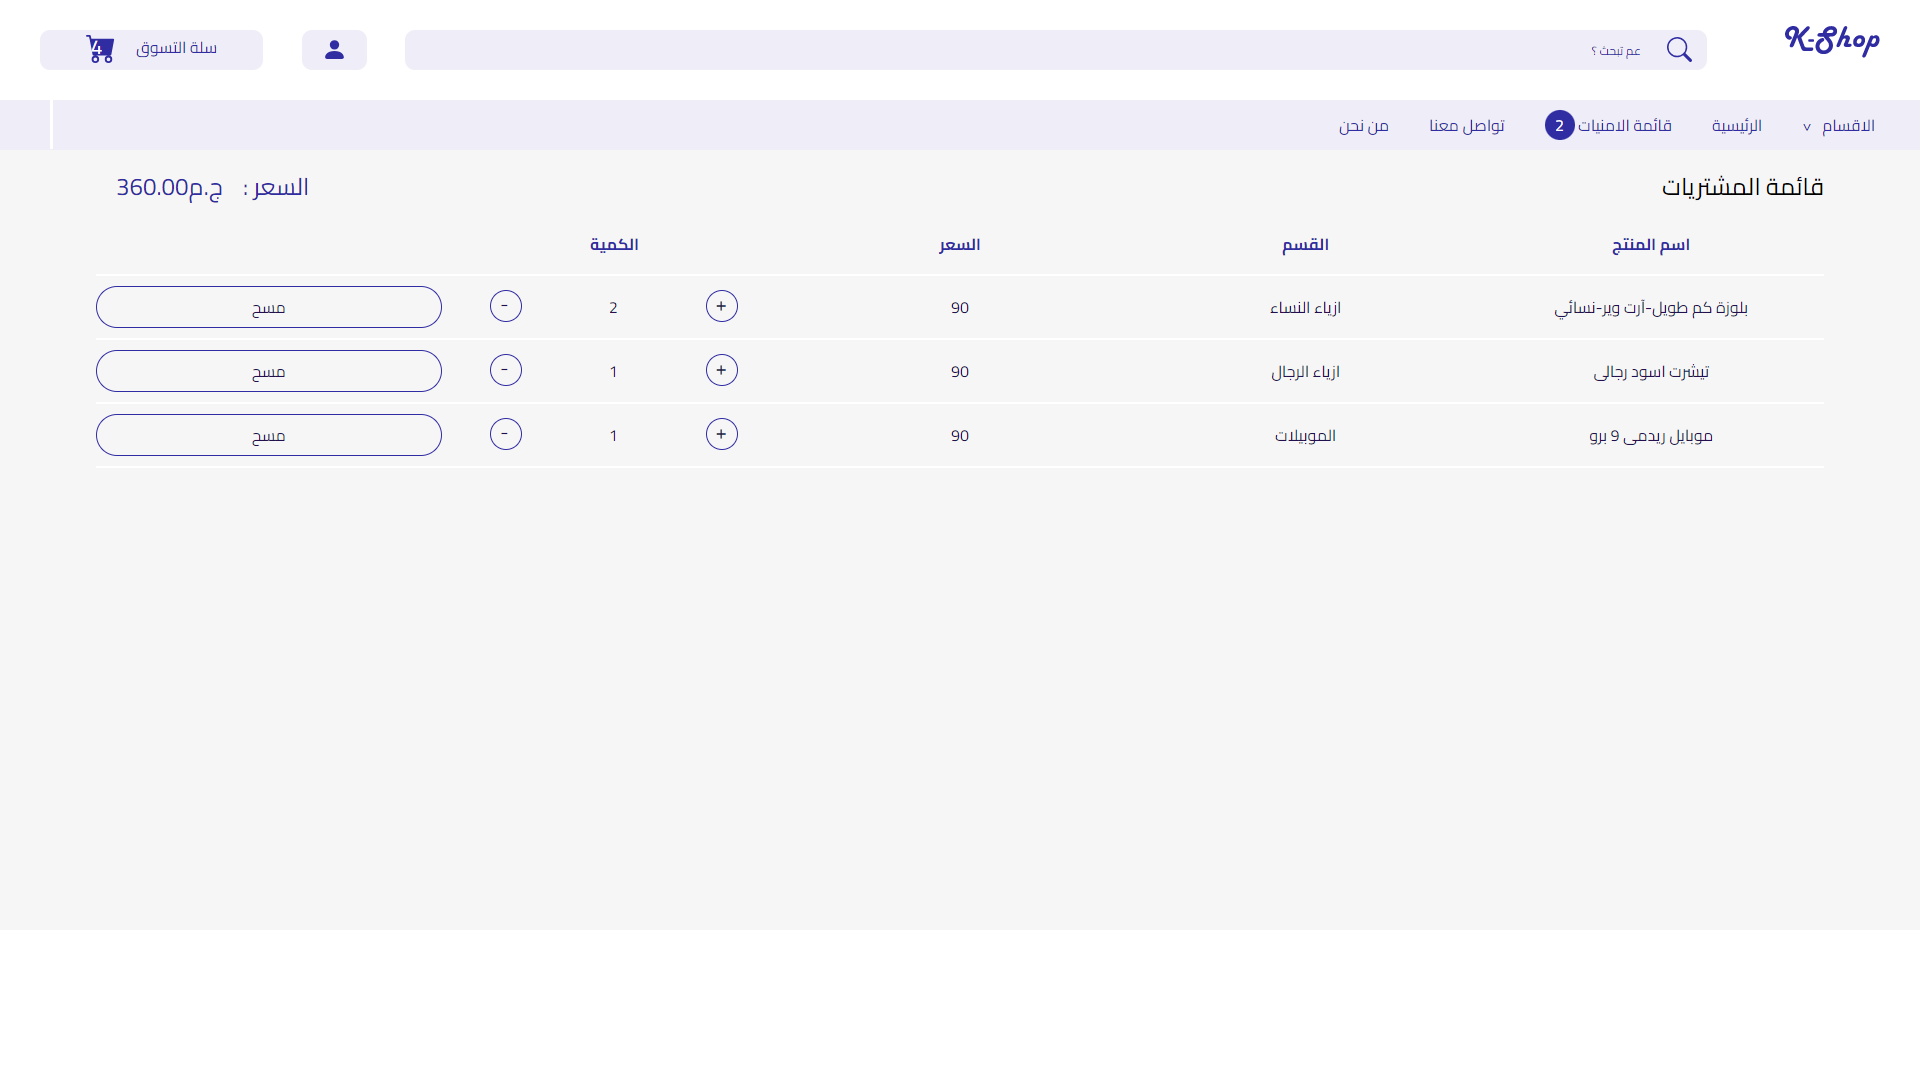 K-Shop
عم تبحث ؟
سلة التسوق 4
الاقسام v الرئيسية قائمة الامنيات 2 تواصل معنا من نحن
قائمة المشتريات
السعر : ج.م360.00
اسم المنتج القسم السعر الكمية
بلوزة كم طويل-آرت وير-نسائي ازياء النساء 90 + 2 - مسح
تيشرت اسود رجالى ازياء الرجال 90 + 1 - مسح
موبايل ريدمى 9 برو الموبيلات 90 + 1 - مسح